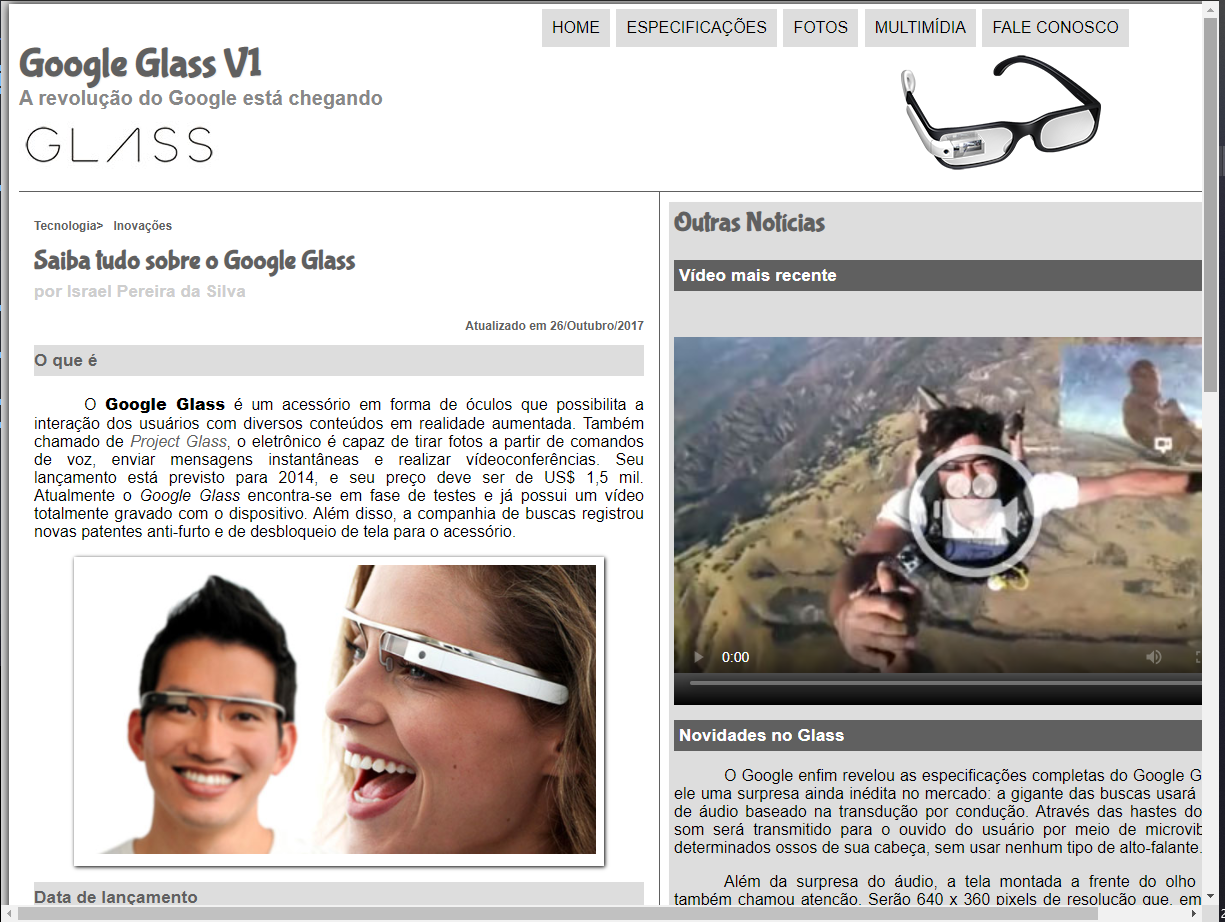 HOME
ESPECIFICAÇÕES
FOTOS
MULTIMÍDIA
FALE CONOSCO
Google Glass V1
A revolução do Google está chegando
GLASS
Tecnologia> Inovações
Saiba tudo sobre o Google Glass
por Israel Pereira da Silva
Atualizado em 26/Outubro/2017
O que é
O Google Glass é um acessório em forma de óculos que possibilita a
interação dos usuários com diversos conteúdos em realidade aumentada. Também
chamado de Project Glass, o eletrônico é capaz de tirar fotos a partir de comandos
de voz, enviar mensagens instantâneas e realizar vídeoconferências. Seu
lançamento está previsto para 2014, e seu preço deve ser de US$ 1,5 mil.
Atualmente o Google Glass encontra-se em fase de testes e já possui um vídeo
totalmente gravado com o dispositivo. Além disso, a companhia de buscas registrou
novas patentes anti-furto e de desbloqueio de tela para o acessório.
Data de lançamento
Outras Notícias
Vídeo mais recente
0:00
Novidades no Glass
O Google enfim revelou as especificações completas do Google G
ele uma surpresa ainda inédita no mercado: a gigante das buscas usará
de áudio baseado na transdução por condução. Através das hastes do
som será transmitido para o ouvido do usuário por meio de microvib
determinados ossos de sua cabeça, sem usar nenhum tipo de alto-falante.
Além da surpresa do áudio, a tela montada a frente do olho
também chamou atenção. Serão 640 x 360 pixels de resolução que, em